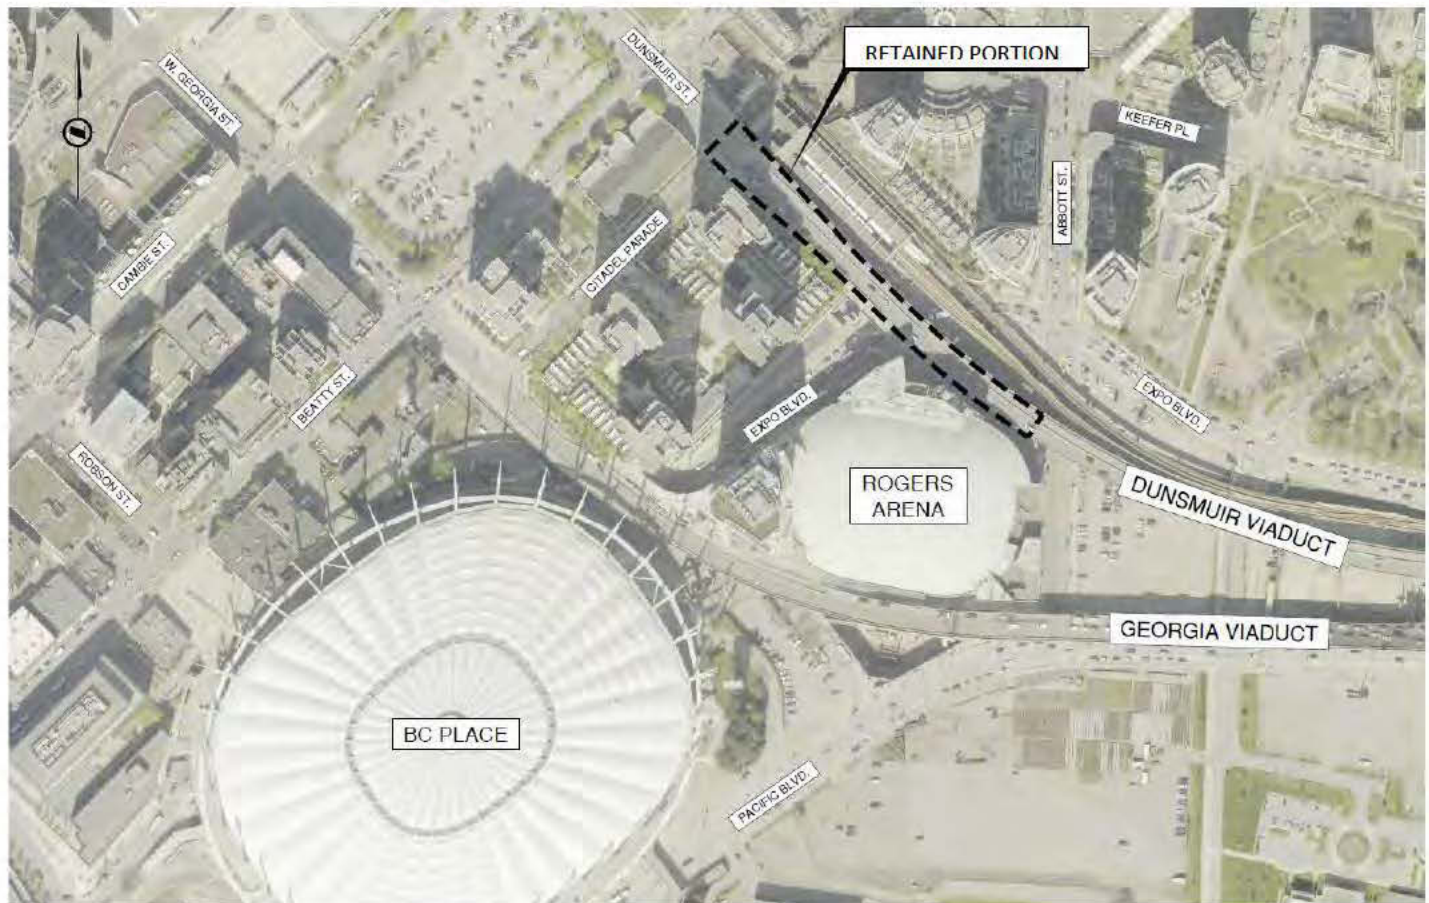 DUNSMUIR ST.
RETAINED PORTION
W. GEORGIA ST.
KEEFER PL.
ABBOTT ST.
CAMBIE ST.
CITADEL PARADE
BEATTY ST.
EXPO BLVD.
EXPO BLVD.
ROBSON ST.
ROGERS
ARENA
DUNSMUIR VIADUCT
GEORGIA VIADUCT
BC PLACE
PACIFIC BLVD.